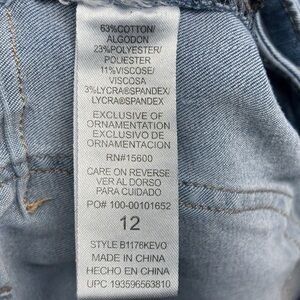 63%COTTON/
ALGODON
23%POLYESTER/
POLIESTER
11%VISCOSE/
VISCOSA
3%LYCRA®SPANDEX/
LYCRA®SPANDEX
EXCLUSIVE OF
ORNAMENTATION
EXCLUSIVO DE
ORNAMENTACION
RN#15600
CARE ON REVERSE
VER AL DORSO
PARA CUIDADO
PO# 100-00101652
12
STYLE B1176KEVO
MADE IN CHINA
HECHO EN CHINA
UPC 193596563810